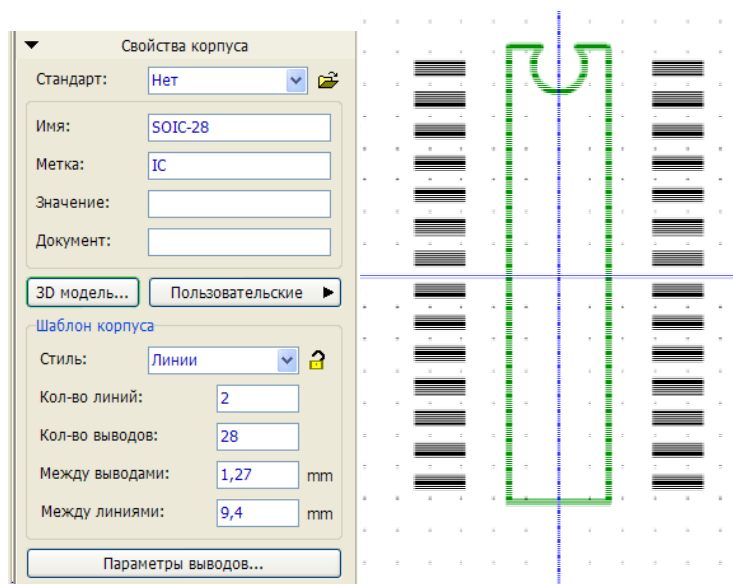 Свойства корпуса
Стандарт: Нет
Имя: SOIC-28
Метка: IC
Значение:
Документ:
3D модель... Пользовательские
Шаблон корпуса
Стиль: Линии
Кол-во линий: 2
Кол-во выводов: 28
Между выводами: 1,27 mm
Между линиями: 9,4 mm
Параметры выводов...